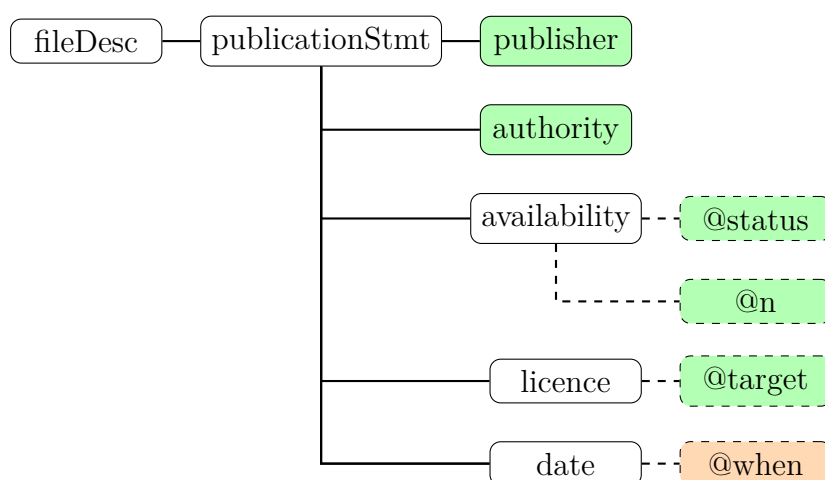 fileDesc publicationStmt publisher
authority
availability @status
@n
licence @target
date @when